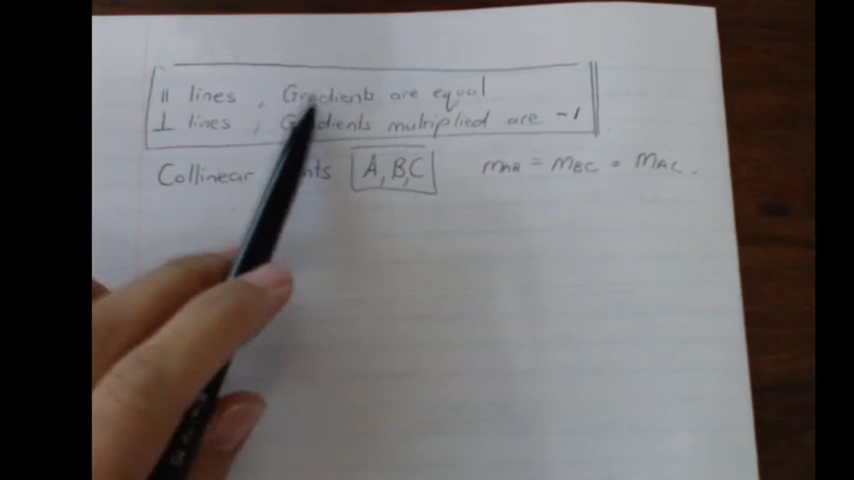 || lines , Gradients are equal
⊥ lines , Gradients multiplied are -1
Collinear A, B, C mAB = mBC = mAC .